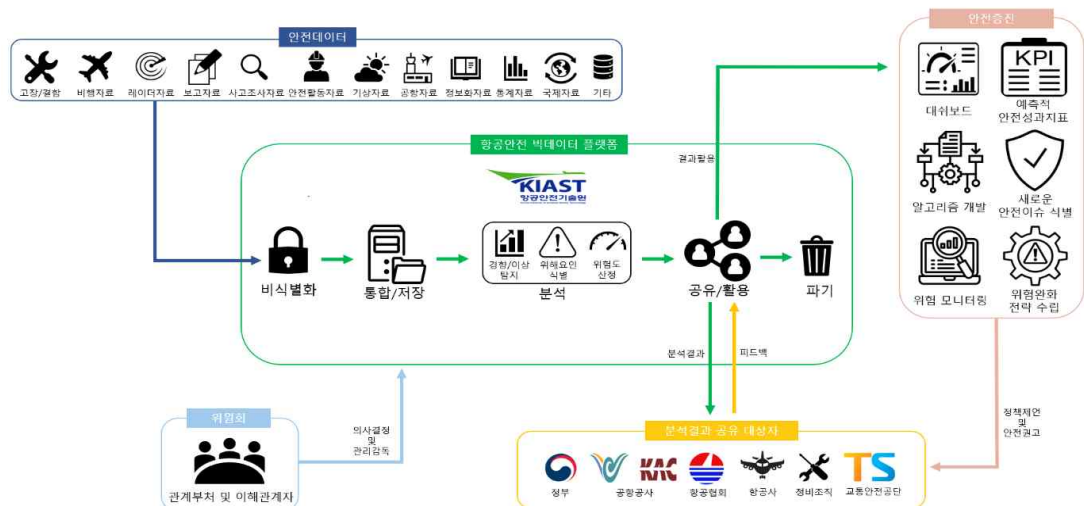 안전데이터
고장/결함
비행자료
레이더자료
보고자료
사고조사자료
안전활동자료
기상자료
공항자료
정보화자료
통계자료
국제자료
기타
안전증진
대쉬보드
KPI
예측적
안전성과지표
알고리즘 개발
새로운
안전이슈 식별
위험 모니터링
위험완화
전략 수립
항공안전 빅데이터 플랫폼
KIAST
항공안전기술원
결과활용
비식별화
통합/저장
경향/이상
탐지
위해요인
식별
위험도
산정
분석
공유/활용
파기
분석결과
피드백
위원회
관계부처 및 이해관계자
의사결정
및
관리감독
분석결과 공유 대상자
정부
KAC
공항공사
항공협회
항공사
정비조직
TS
교통안전공단
정책제언
및
안전권고